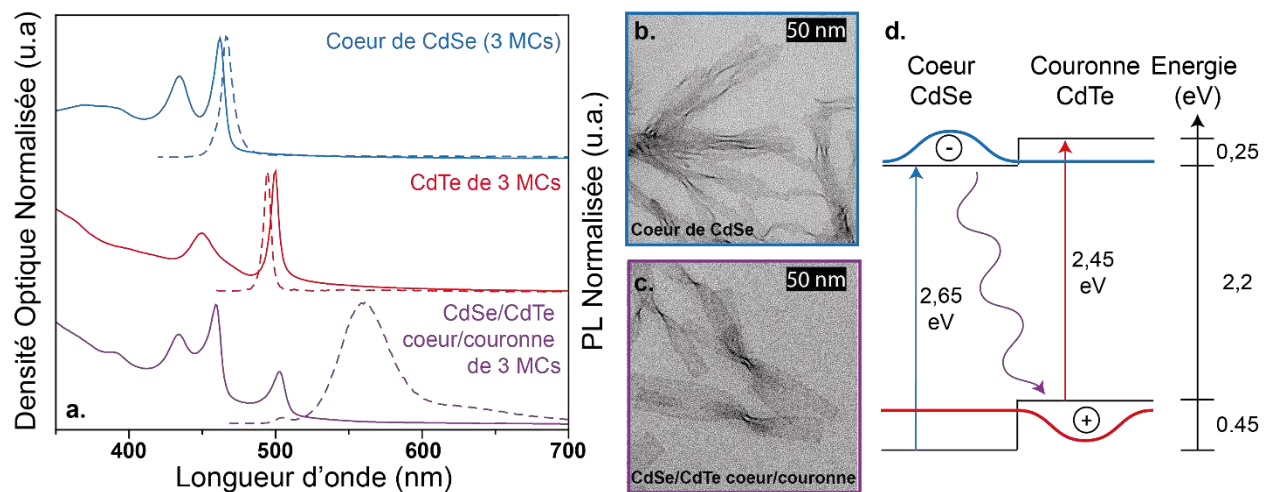 Densité Optique Normalisée (u.a)
Coeur de CdSe (3 MCs)
CdTe de 3 MCs
CdSe/CdTe
coeur/couronne
de 3 MCs
a.
400
500
600
700
Longueur d’onde (nm)
PL Normalisée (u.a.)
b.
50 nm
Coeur de CdSe
c.
50 nm
CdSe/CdTe coeur/couronne
d.
Coeur
CdSe
Couronne
CdTe
Energie
(eV)
-
0,25
2,65
eV
2,45
eV
2,2
+
0.45